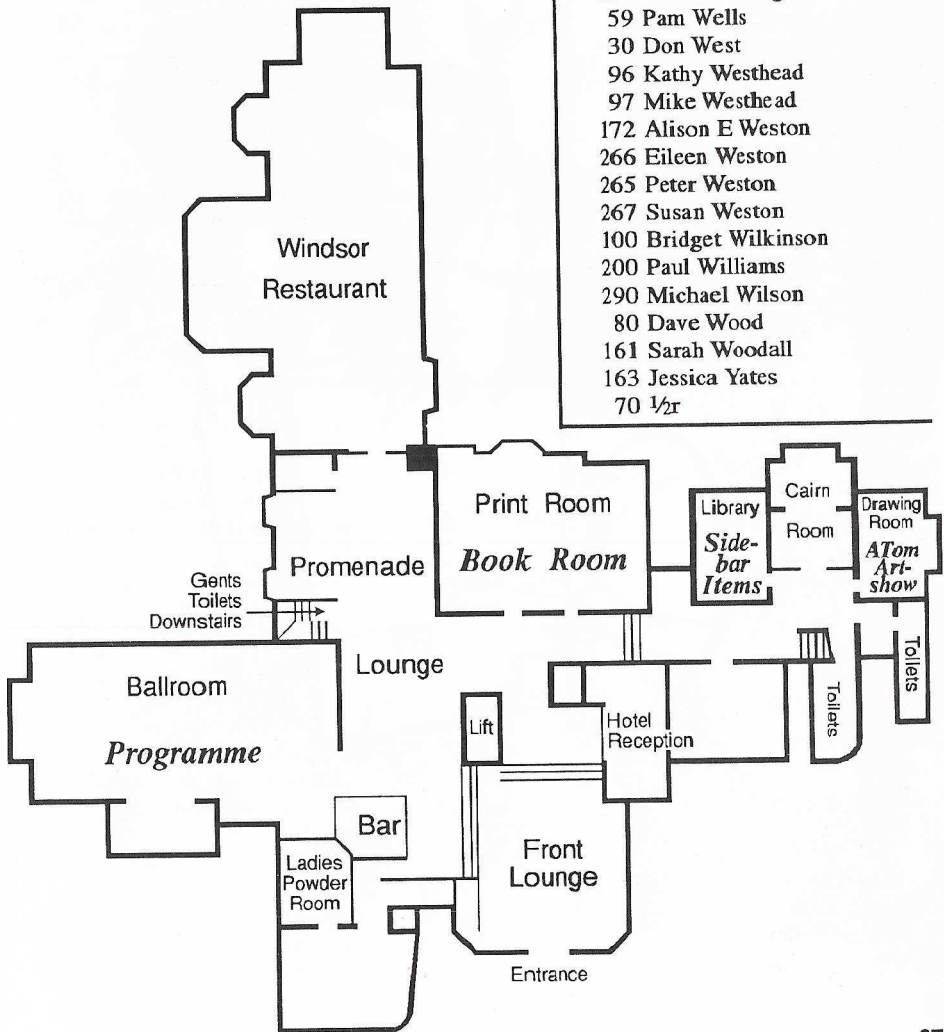 59 Pam Wells
30 Don West
96 Kathy Westhead
97 Mike Westhead
172 Alison E Weston
266 Eileen Weston
265 Peter Weston
267 Susan Weston
100 Bridget Wilkinson
200 Paul Williams
290 Michael Wilson
80 Dave Wood
161 Sarah Woodall
163 Jessica Yates
70 ½r
Windsor
Restaurant
Print Room
Book Room
Library
Side-
bar
Items
Cairn
Room
Drawing
Room
ATom
Art-
show
Promenade
Gents
Toilets
Downstairs
Lounge
Ballroom
Programme
Lift
Hotel
Reception
Toilets
Toilets
Bar
Ladies
Powder
Room
Front
Lounge
Entrance